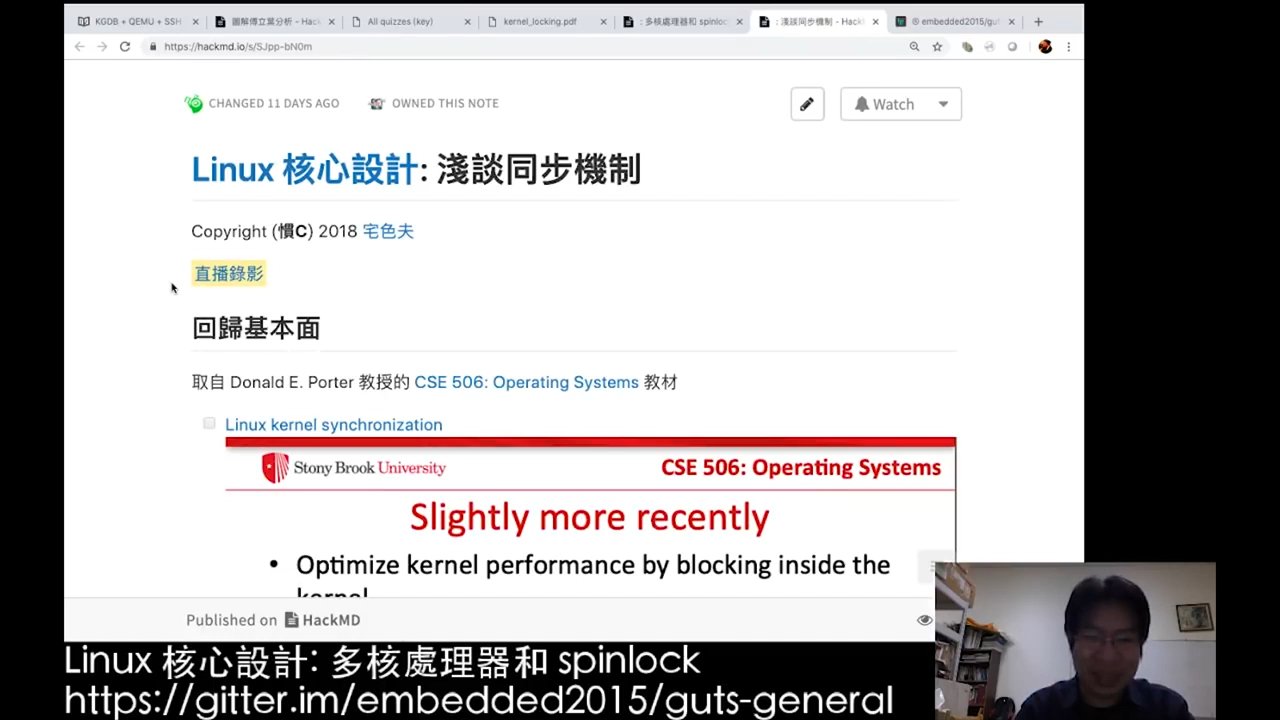 KGDB + QEMU + SSH
圖解傅立葉分析 - Hack
All quizzes (key)
kernel_locking.pdf
: 多核處理器和 spinloc
: 淺談同步機制 - Hack
embedded2015/gut
https://hackmd.io/s/SJpp-bN0m
CHANGED 11 DAYS AGO
OWNED THIS NOTE
Watch
Linux 核心設計: 淺談同步機制
Copyright (慣C) 2018 宅色夫
直播錄影
回歸基本面
取自 Donald E. Porter 教授的 CSE 506: Operating Systems 教材
Linux kernel synchronization
Stony Brook University
CSE 506: Operating Systems
Slightly more recently
• Optimize kernel performance by blocking inside the
kernel
Published on HackMD
Linux 核心設計: 多核處理器和 spinlock
https://gitter.im/embedded2015/guts-general